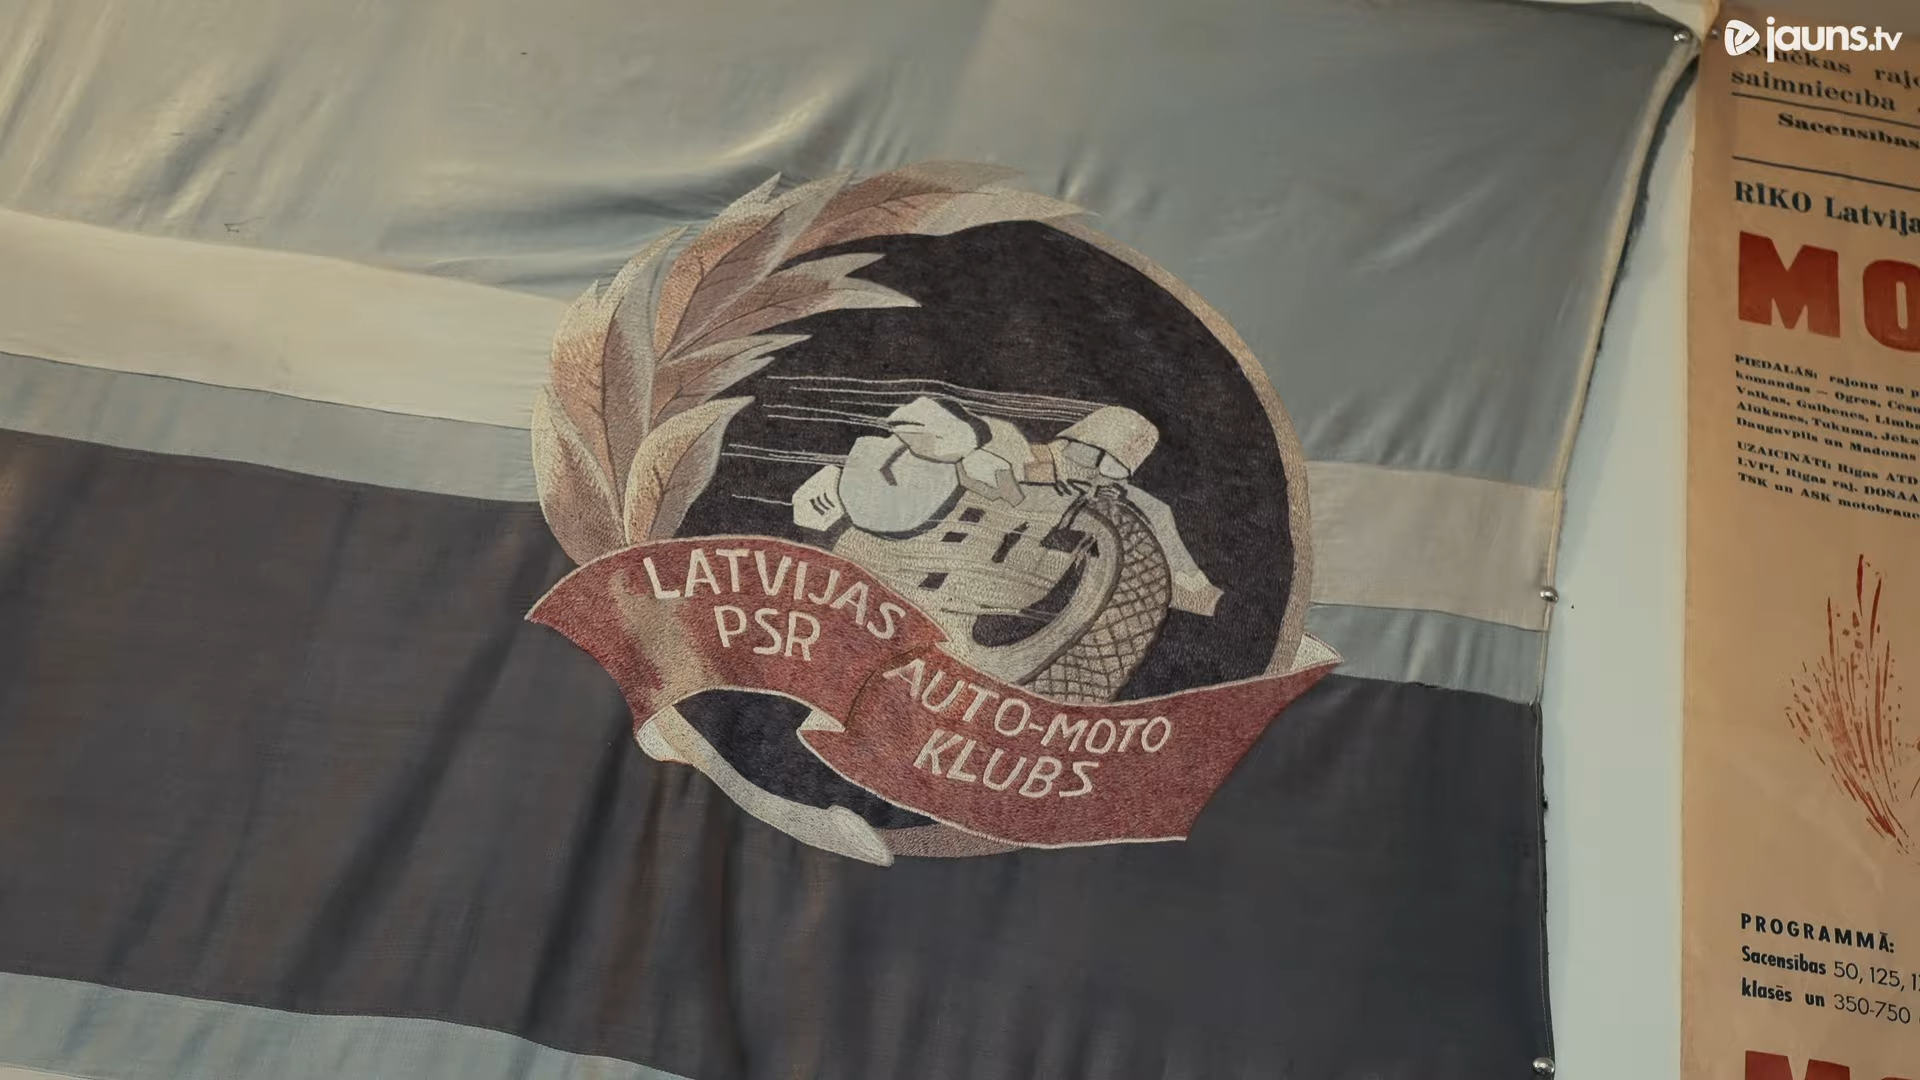 jauns.tv
LATVIJAS
PSR
AUTO-MOTO
KLUBS
saimniecība
Sacensības
RĪKO Latvija
MO
PIEDALĀS: rajonu un p
komandas — Ogres, Cēsu
Valkas, Gulbenes, Limba
Alūksnes, Tukuma, Jēka
Daugavpils un Madonas
UZAICINĀTI: Rīgas ATD
LVPI, Rīgas raj. DOSAA
TSK un ASK motobrauc
PROGRAMMĀ:
Sacensības 50, 125, 1
klasēs un 350-750